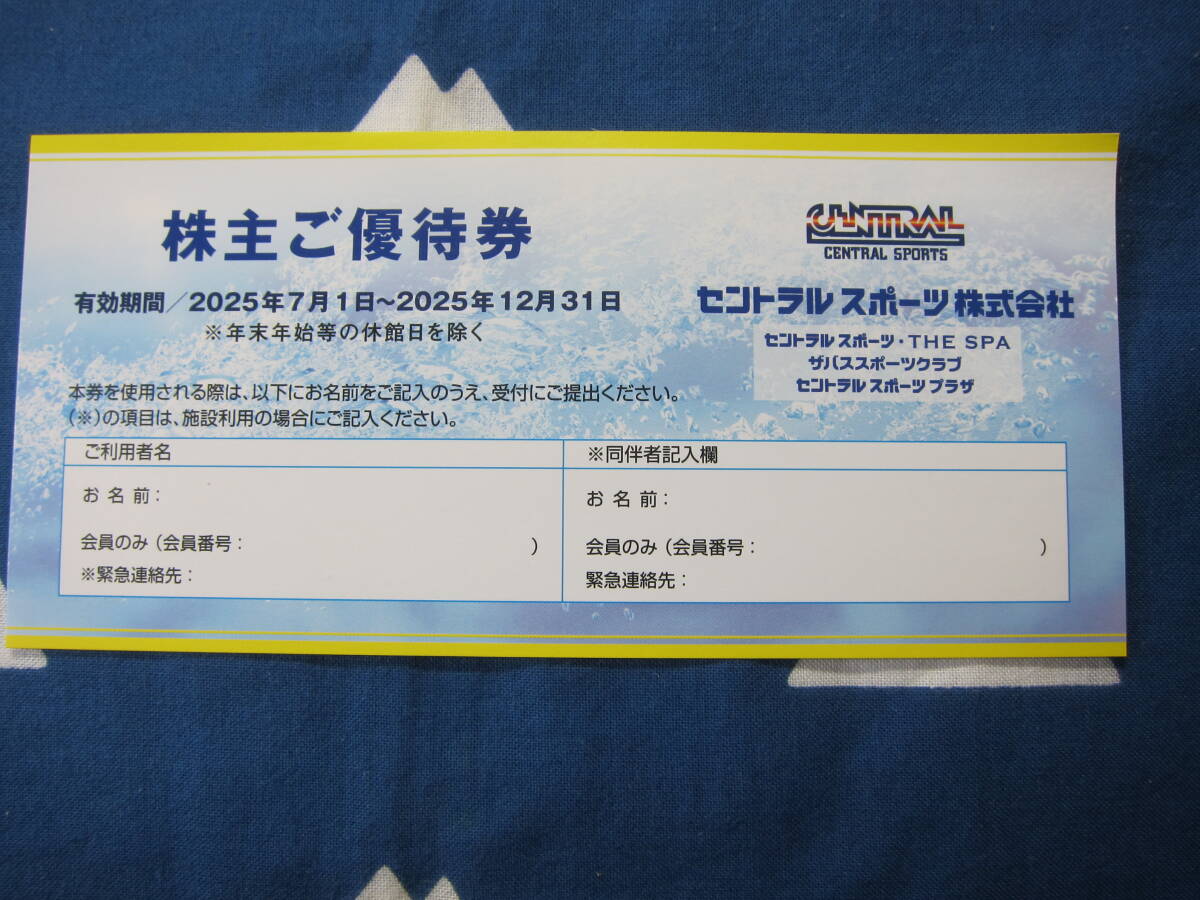 株主ご優待券
有効期間/2025年7月1日～2025年12月31日
※年末年始等の休館日を除く
CENTRAL
CENTRAL SPORTS
セントラルスポーツ株式会社
セントラルスポーツ・THE SPA
ザバススポーツクラブ
セントラルスポーツプラザ
本券を使用される際は、以下にお名前をご記入のうえ、受付にご提出ください。
(※)の項目は、施設利用の場合にご記入ください。
ご利用者名
お名前：
会員のみ(会員番号： )
※緊急連絡先：
※同伴者記入欄
お名前：
会員のみ(会員番号： )
緊急連絡先：